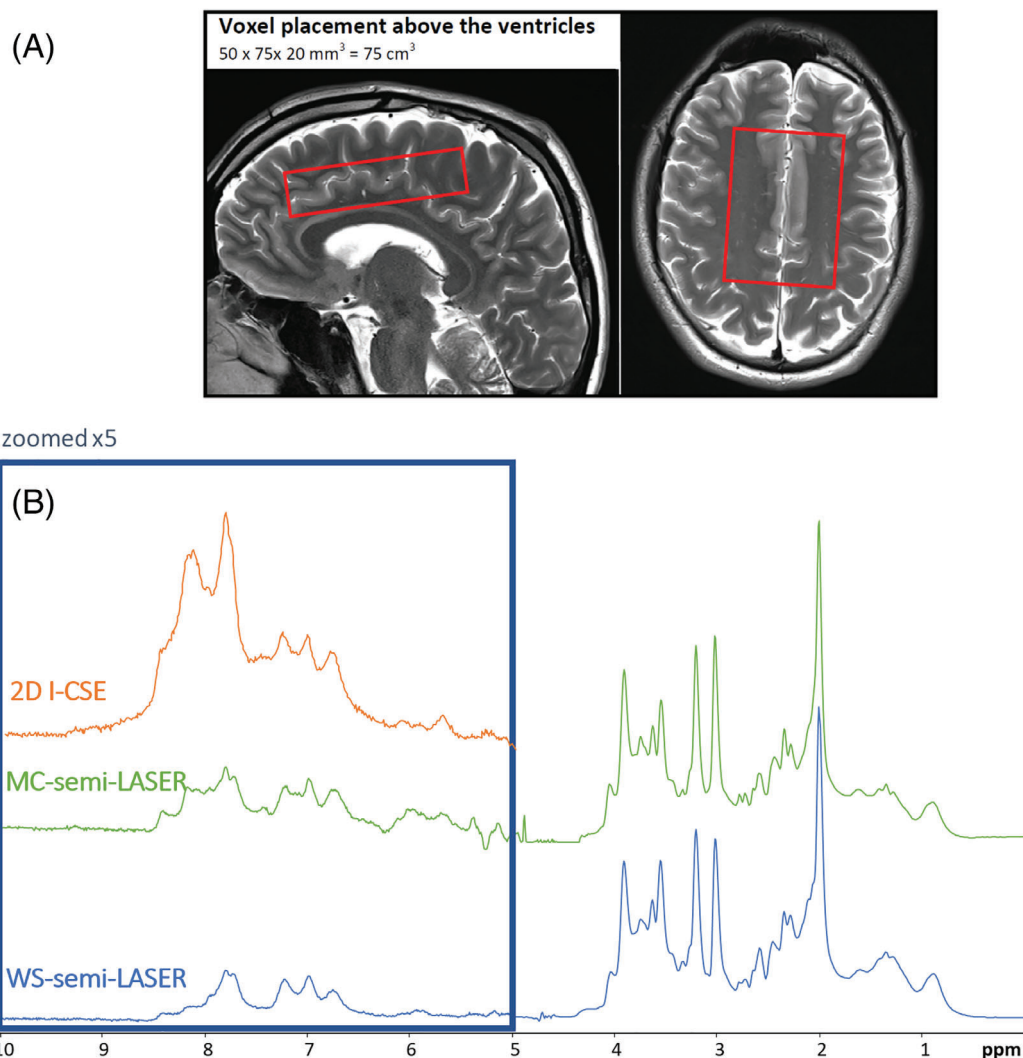 (A)
Voxel placement above the ventricles
50 x 75x 20 mm³ = 75 cm³
zoomed x5
(B)
2D I-CSE
MC-semi-LASER
WS-semi-LASER
10 9 8 7 6 5 4 3 2 1 ppm